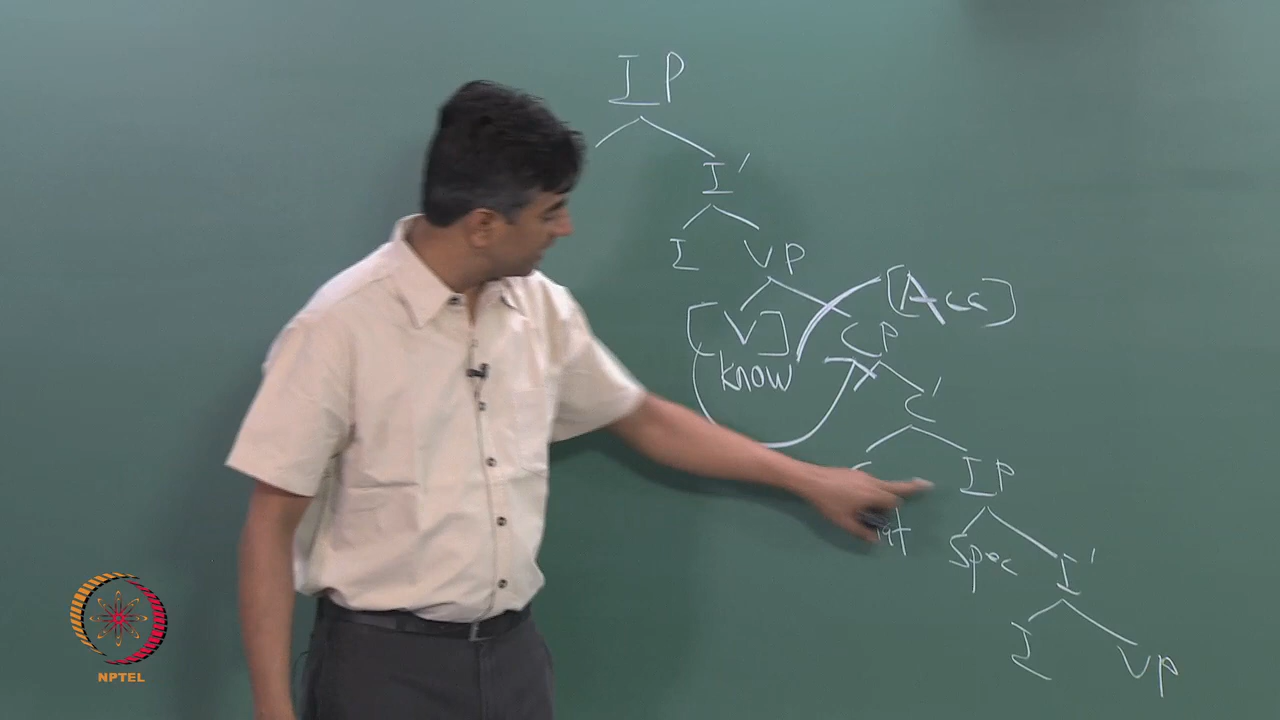 IP
I'
I VP
[Acc]
[V] CP
know
C'
IP
Spec I'
I VP
NPTEL